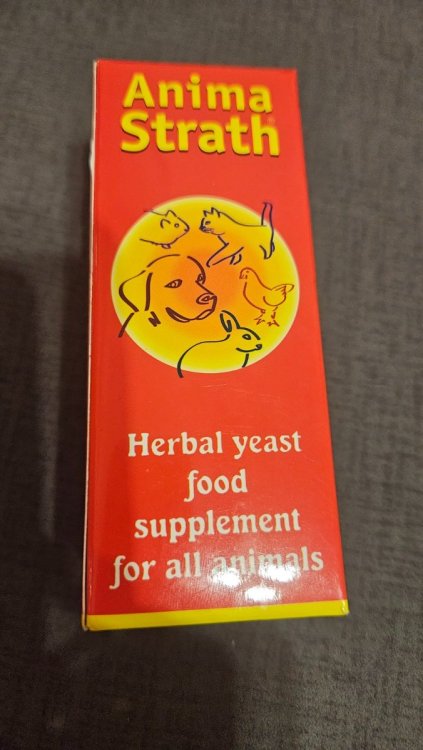 Anima
Strath®
Herbal yeast
food
supplement
for all animals